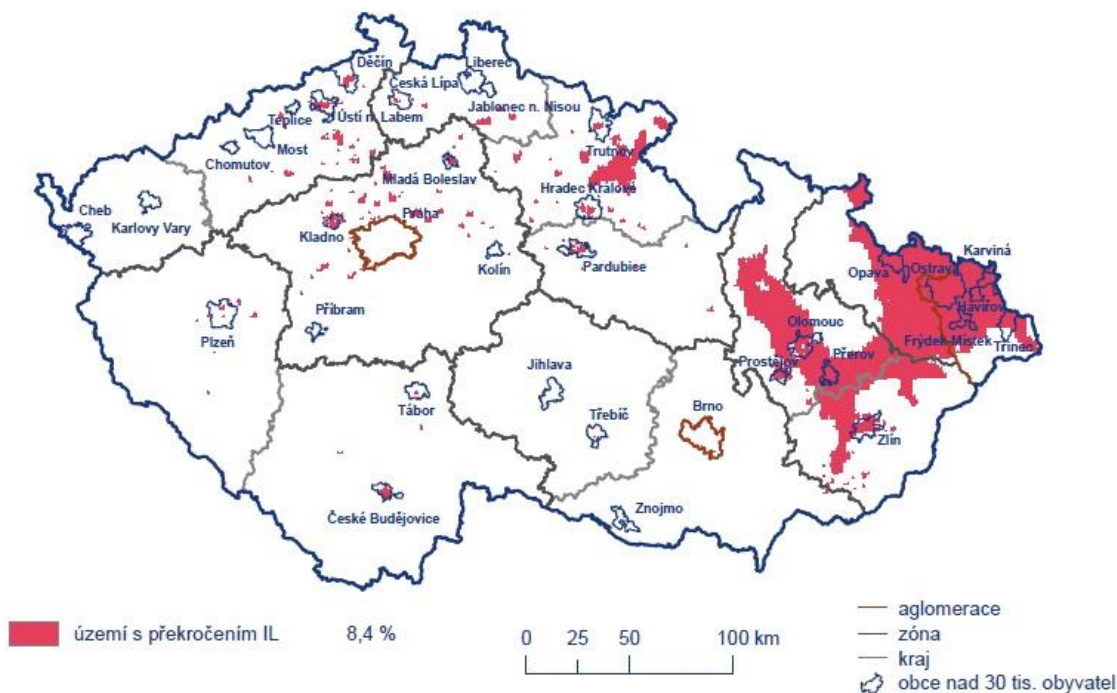 Děčín
Liberec
Česká Lípa
Jablonec n. Nisou
Teplice
Ústí n. Labem
Most
Chomutov
Trutnov
Mladá Boleslav
Hradec Králové
Cheb
Karlovy Vary
Praha
Kladno
Kolín
Pardubice
Karviná
Opava
Ostrava
Havířov
Příbram
Plzeň
Olomouc
Frýdek-Místek
Třinec
Prostějov
Přerov
Jihlava
Tábor
Třebíč
Brno
Zlín
České Budějovice
Znojmo
území s překročením IL 8,4 %
0 25 50 100 km
aglomerace
zóna
kraj
obce nad 30 tis. obyvatel